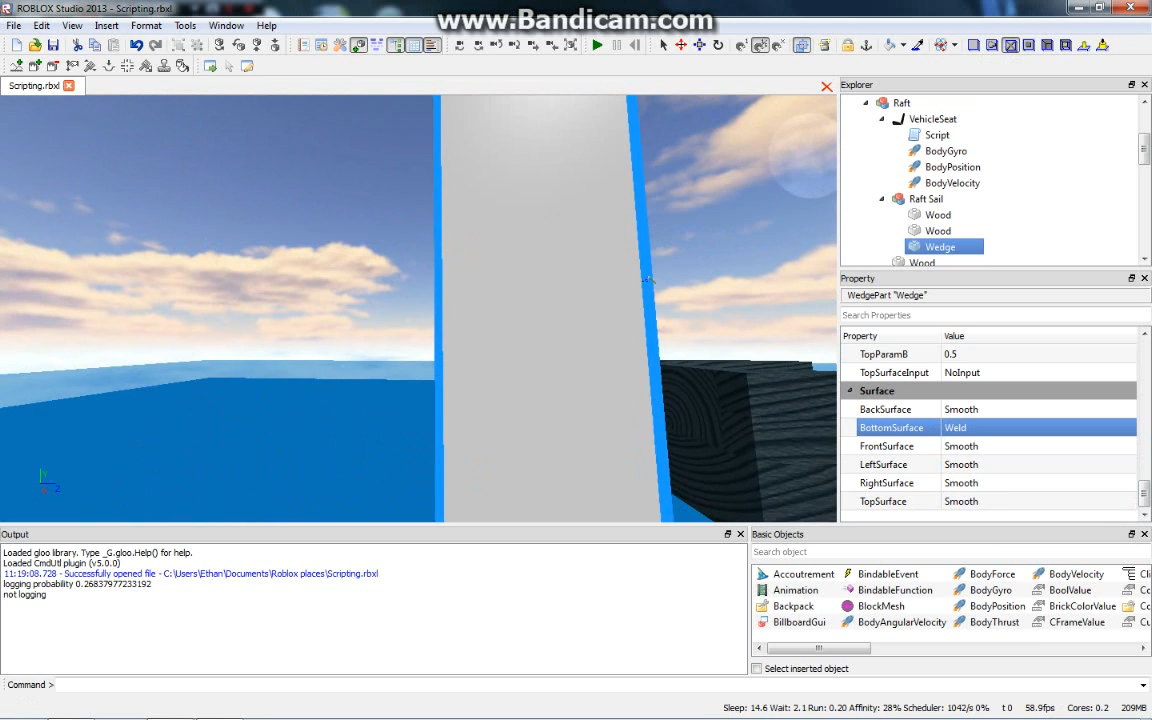 ROBLOX Studio 2013 - Scripting.rbxl
www.Bandicam.com
File Edit View Insert Format Tools Window Help
Scripting.rbxl
Explorer
Raft
VehicleSeat
Script
BodyGyro
BodyPosition
BodyVelocity
Raft Sail
Wood
Wood
Wedge
Wood
Property
WedgePart "Wedge"
Search Properties
Property Value
TopParamB 0.5
TopSurfaceInput NoInput
Surface
BackSurface Smooth
BottomSurface Weld
FrontSurface Smooth
LeftSurface Smooth
RightSurface Smooth
TopSurface Smooth
Output
Loaded gloo library. Type _G.gloo.Help() for help.
Loaded CmdUtl plugin (v5.0.0)
11:19:08.728 - Successfully opened file - C:\Users\Ethan\Documents\Roblox places\Scripting.rbxl
logging probability 0.26837977233192
not logging
Basic Objects
Search object
Accoutrement BindableEvent BodyForce BodyVelocity Cli
Animation BindableFunction BodyGyro BoolValue Co
Backpack BlockMesh BodyPosition BrickColorValue Co
BillboardGui BodyAngularVelocity BodyThrust CFrameValue Cu
Select inserted object
Command >
Sleep: 14.6 Wait: 2.1 Run: 0.20 Affinity: 28% Scheduler: 1042/s 0% t 0 58.9fps Cores: 0.2 209MB